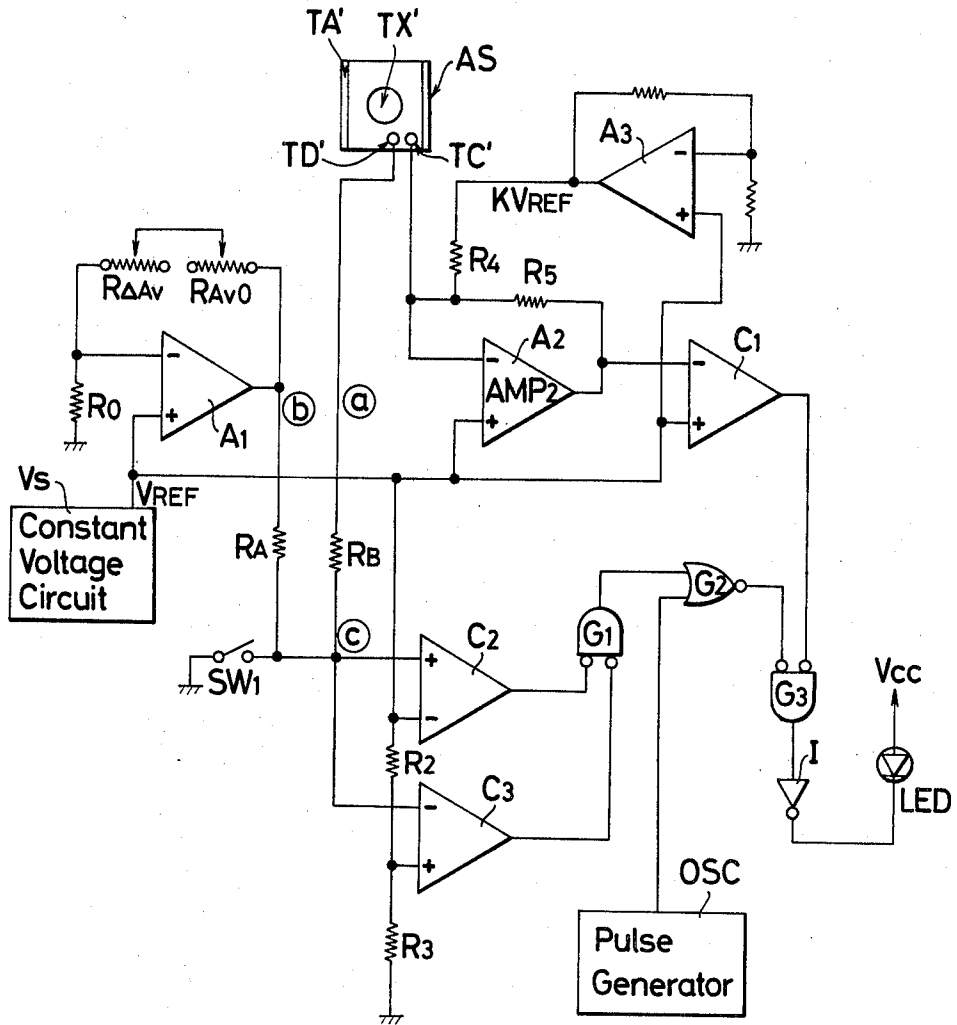 TA'
TX'
AS
TD'
TC'
A3
-
+
KVREF
R4
R5
RΔAv
RAv0
-
+
R0
A1
b
a
A2
AMP2
-
+
C1
-
+
Vs
VREF
Constant
Voltage
Circuit
RA
RB
c
SW1
C2
+
-
R2
C3
-
+
R3
G1
G2
G3
Vcc
I
LED
OSC
Pulse
Generator